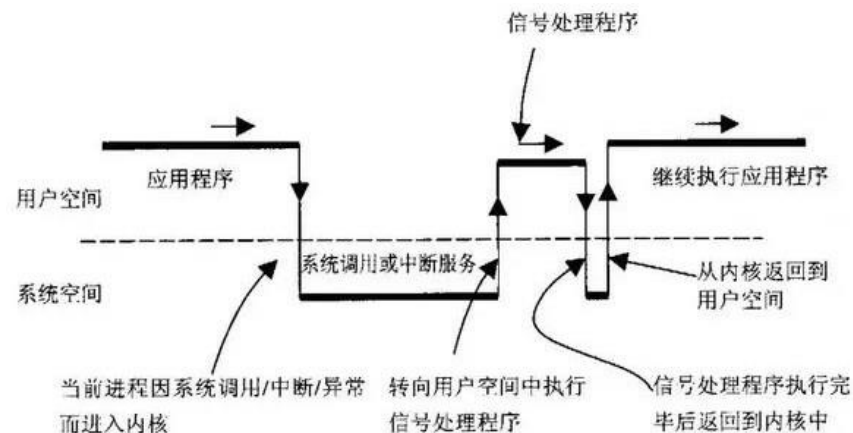 信号处理程序
应用程序
继续执行应用程序
用户空间
系统调用或中断服务
从内核返回到
用户空间
系统空间
当前进程因系统调用/中断/异常
而进入内核
转向用户空间中执行
信号处理程序
信号处理程序执行完
毕后返回到内核中